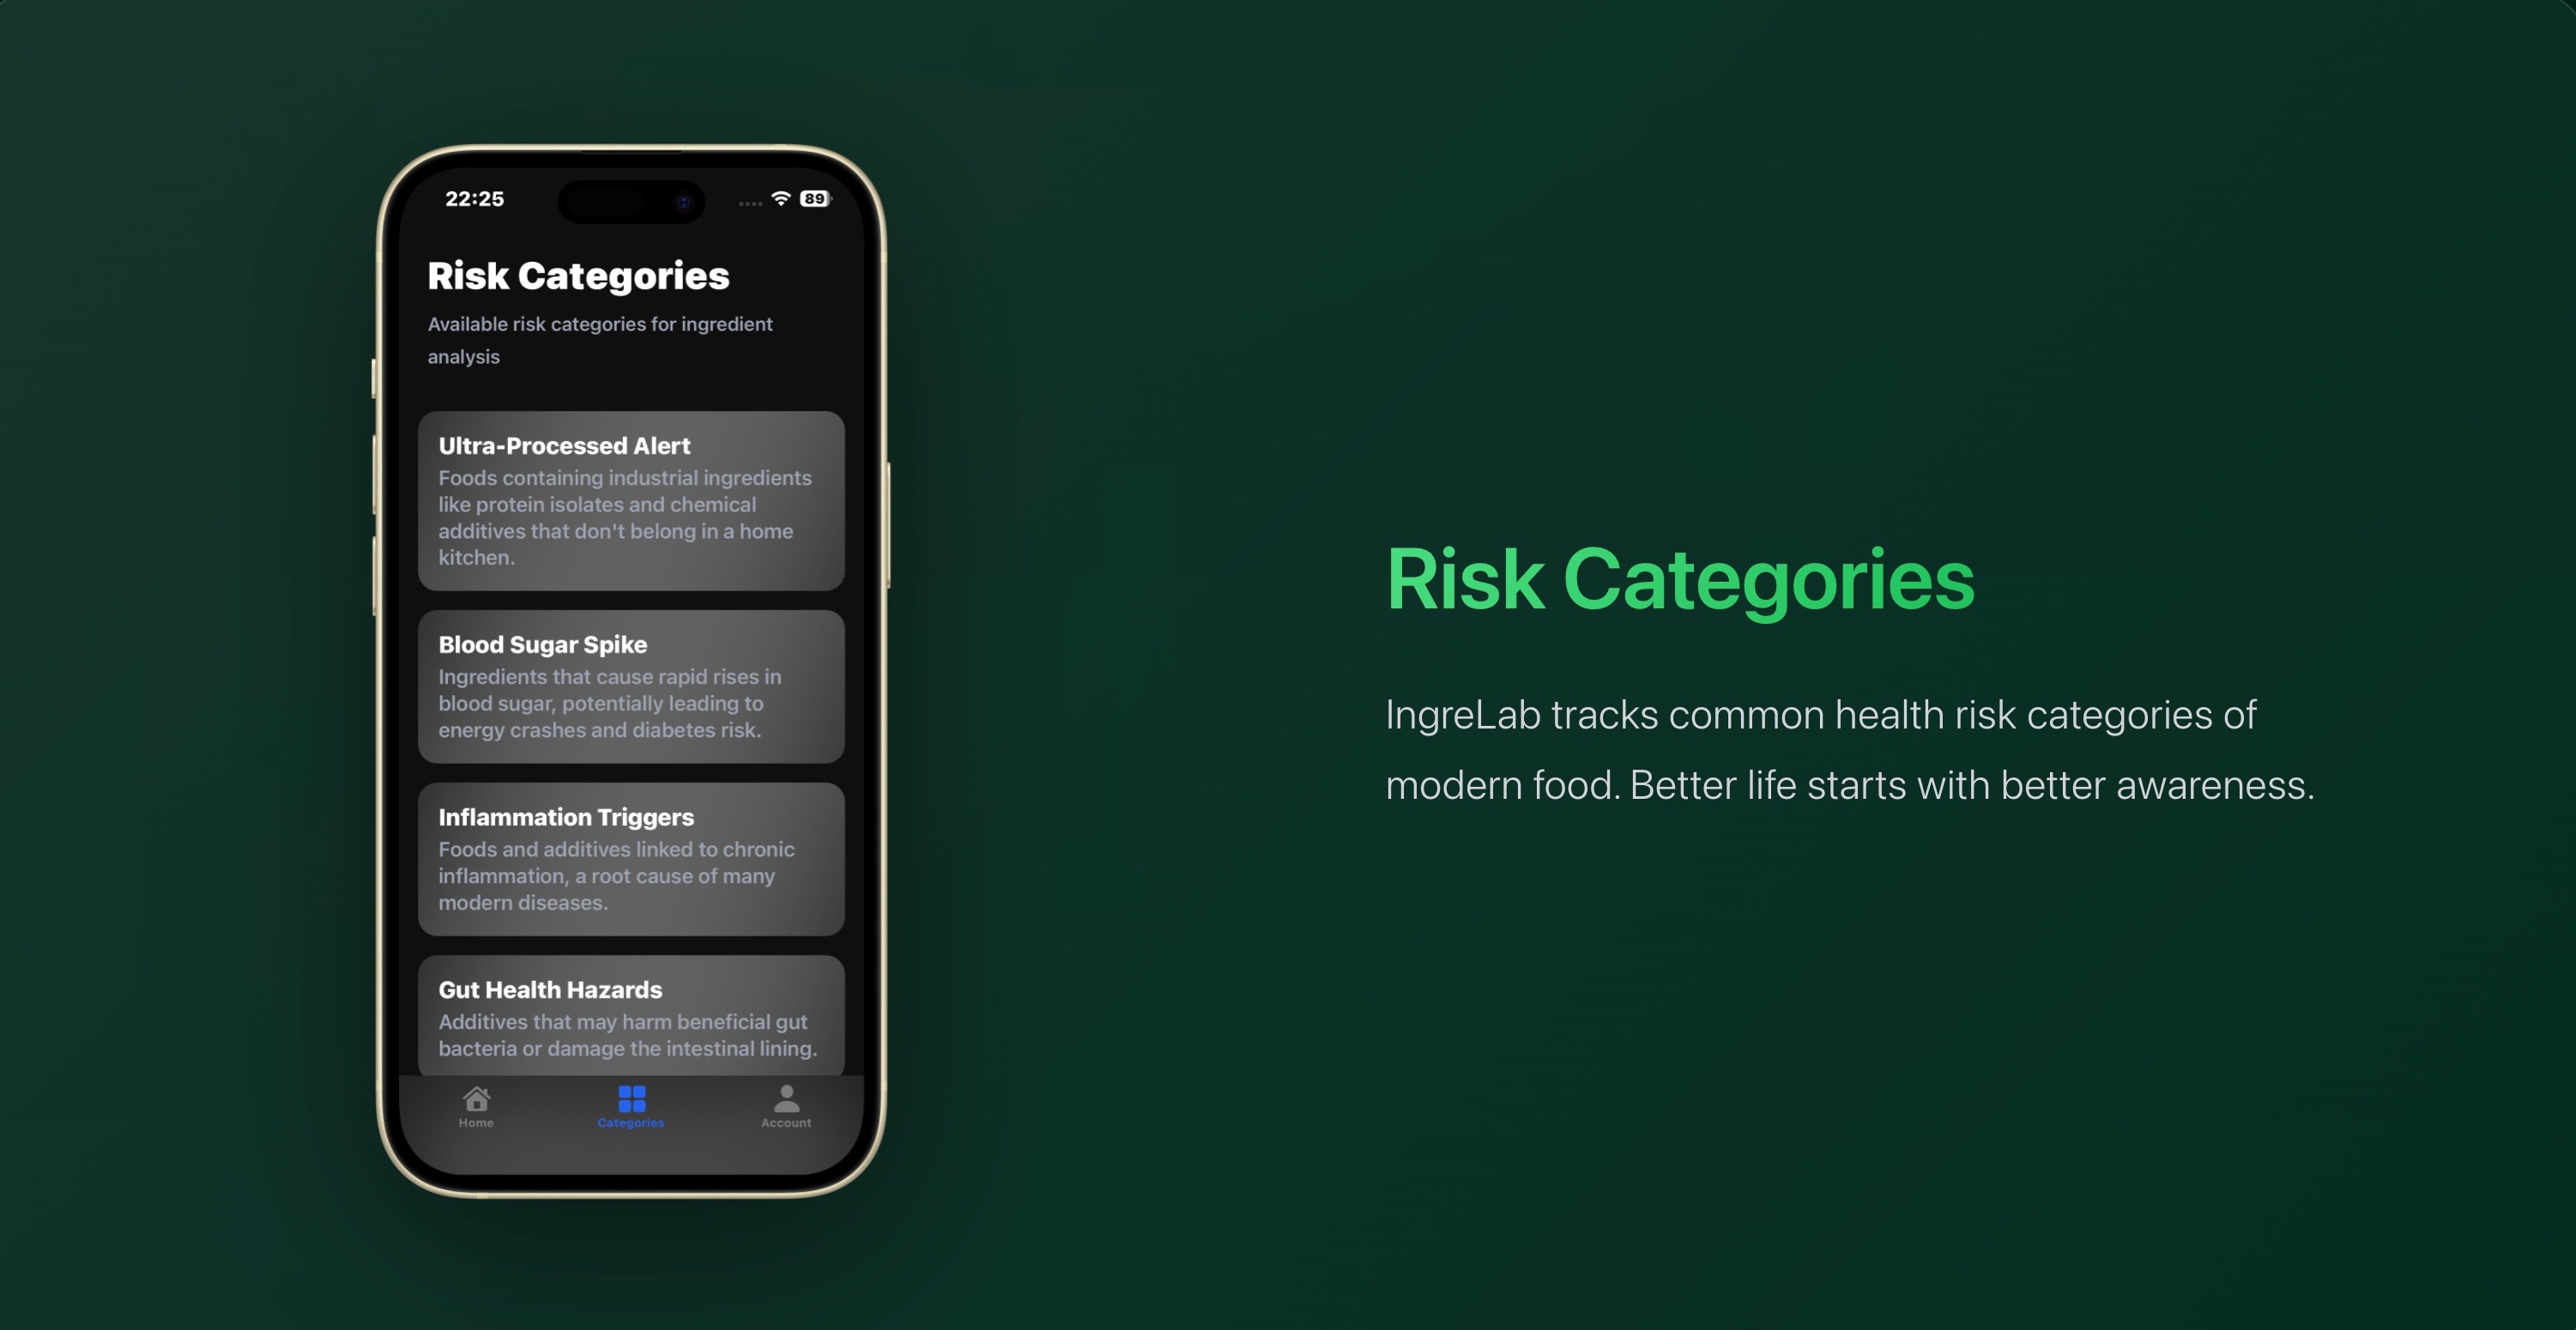 22:25
89
Risk Categories
Available risk categories for ingredient
analysis
Ultra-Processed Alert
Foods containing industrial ingredients
like protein isolates and chemical
additives that don't belong in a home
kitchen.
Blood Sugar Spike
Ingredients that cause rapid rises in
blood sugar, potentially leading to
energy crashes and diabetes risk.
Inflammation Triggers
Foods and additives linked to chronic
inflammation, a root cause of many
modern diseases.
Gut Health Hazards
Additives that may harm beneficial gut
bacteria or damage the intestinal lining.
Home
Categories
Account
Risk Categories
IngreLab tracks common health risk categories of
modern food. Better life starts with better awareness.